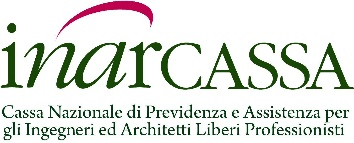 inarCASSA
Cassa Nazionale di Previdenza e Assistenza per
gli Ingegneri ed Architetti Liberi Professionisti